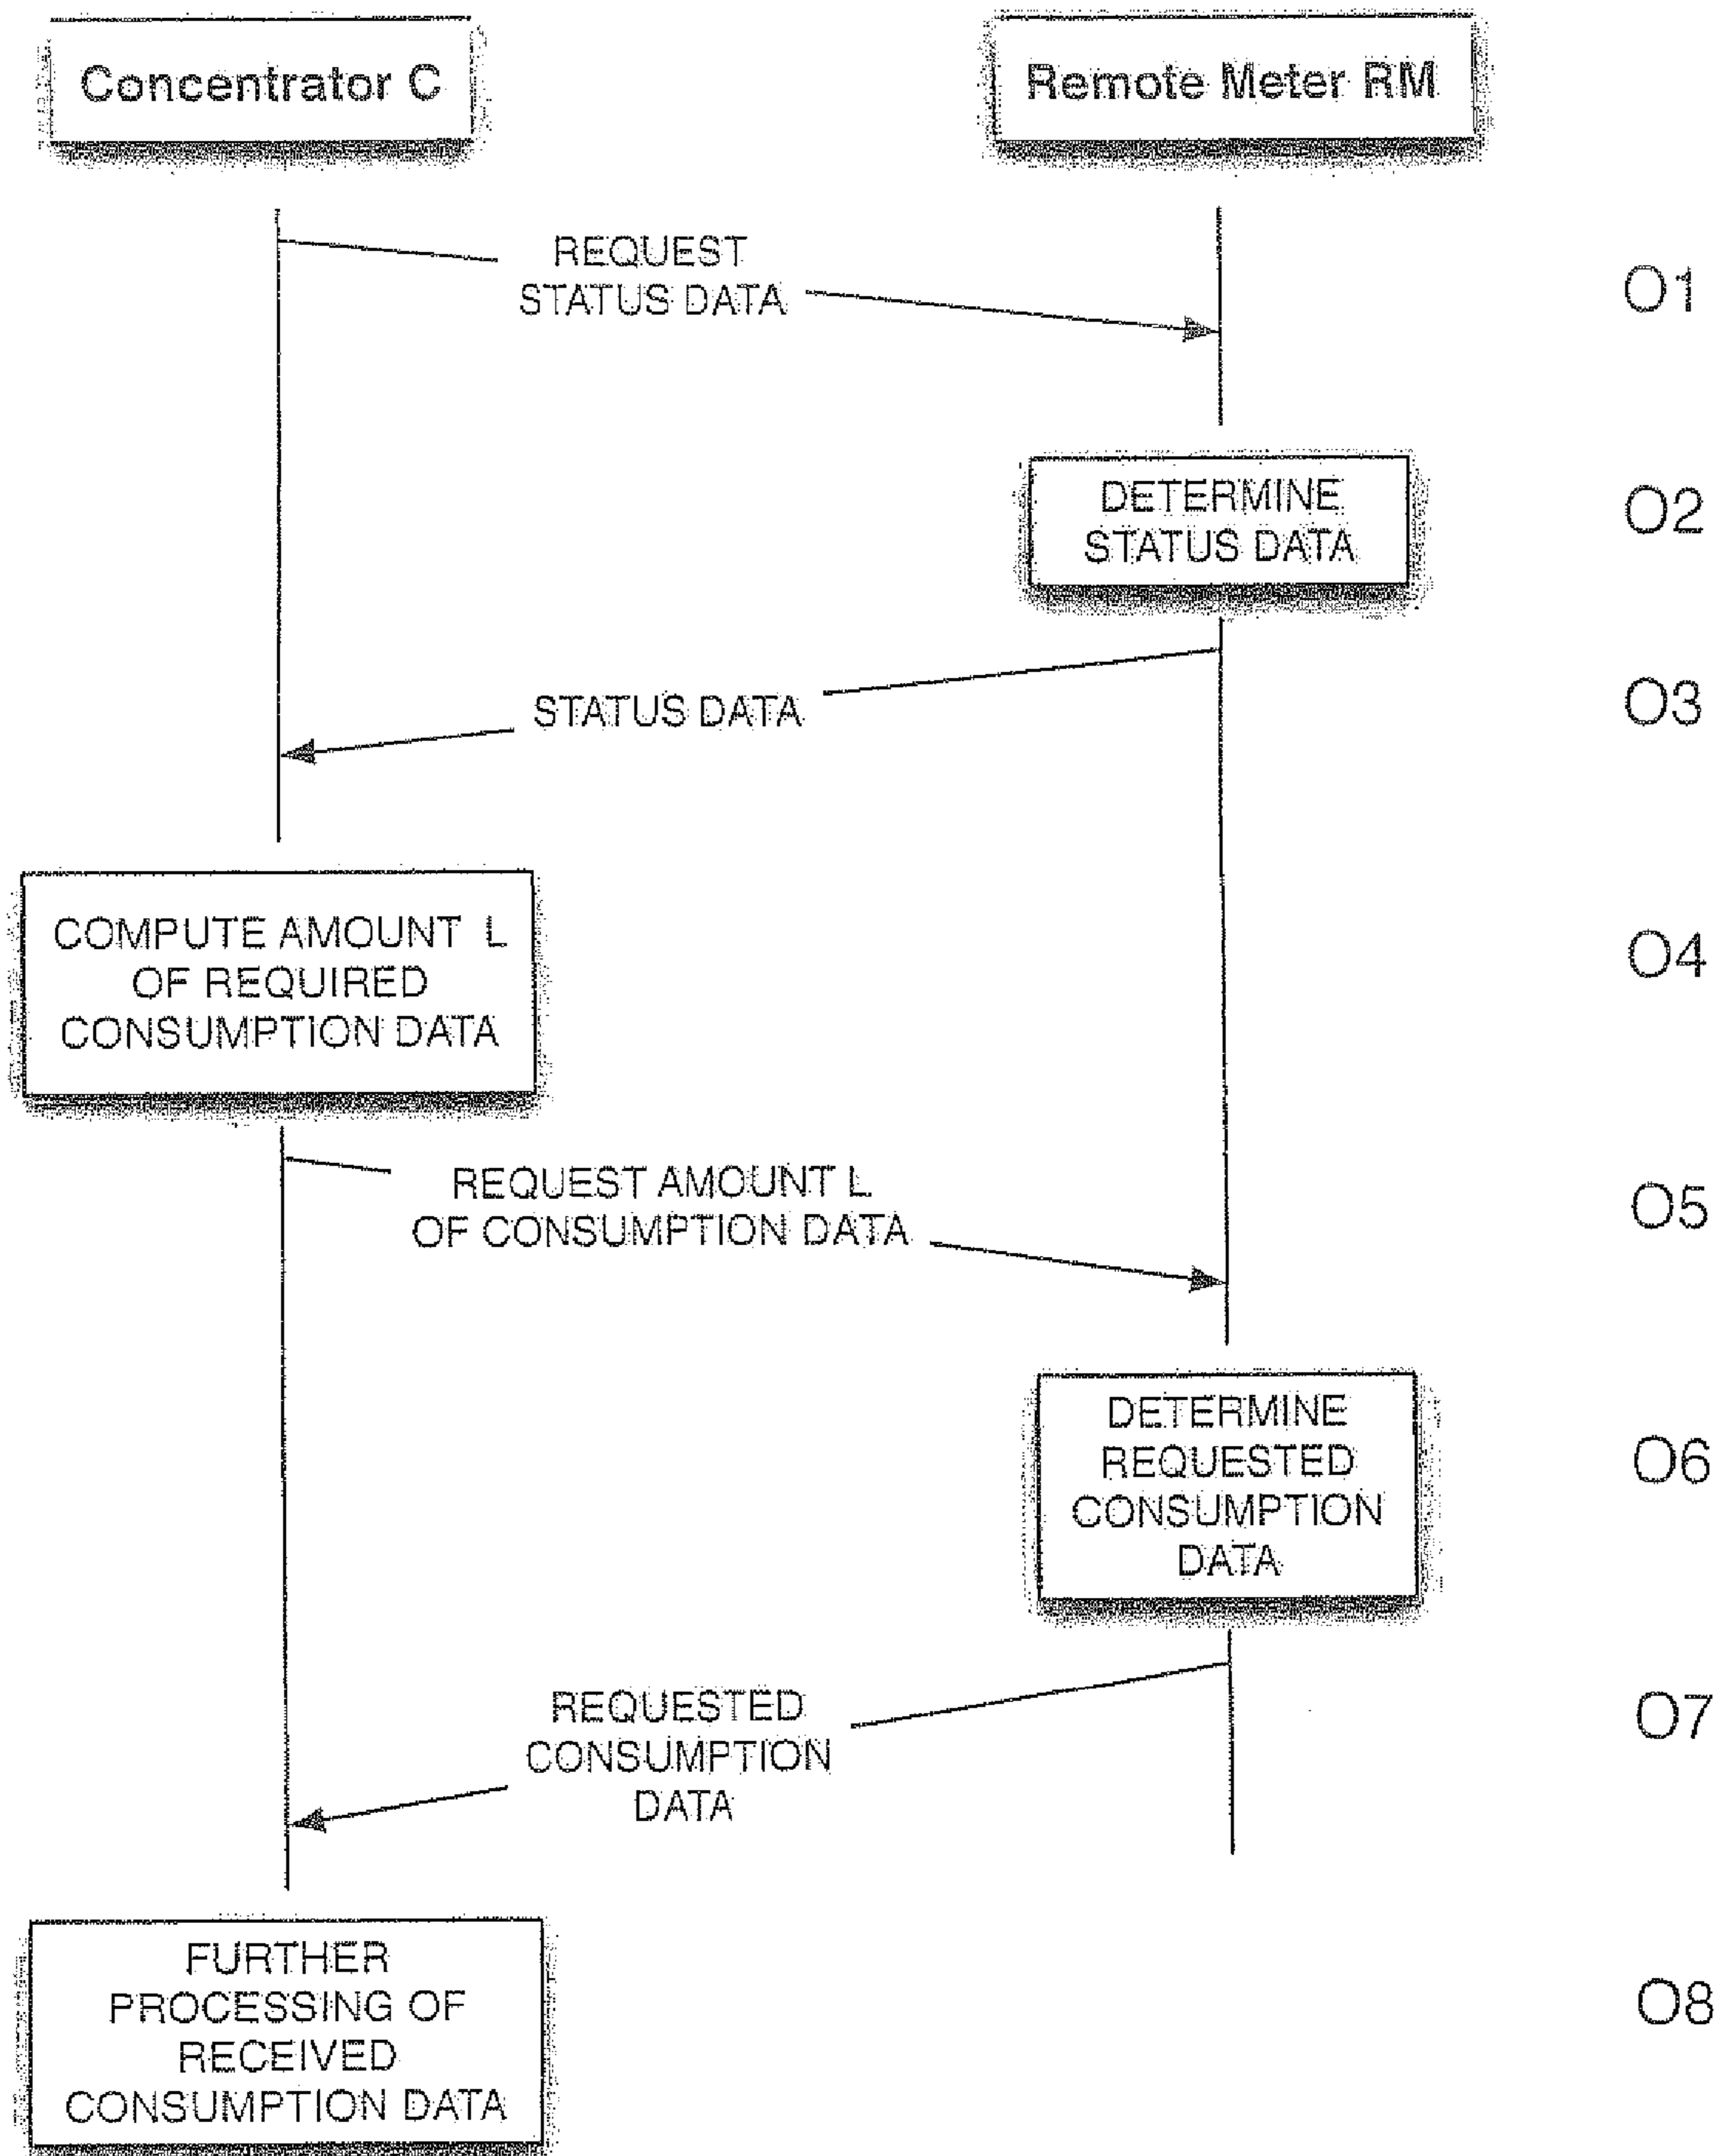 Concentrator C
Remote Meter RM
REQUEST
STATUS DATA
O1
DETERMINE
STATUS DATA
O2
STATUS DATA
O3
COMPUTE AMOUNT L
OF REQUIRED
CONSUMPTION DATA
O4
REQUEST AMOUNT L
OF CONSUMPTION DATA
O5
DETERMINE
REQUESTED
CONSUMPTION
DATA
O6
REQUESTED
CONSUMPTION
DATA
O7
FURTHER
PROCESSING OF
RECEIVED
CONSUMPTION DATA
O8